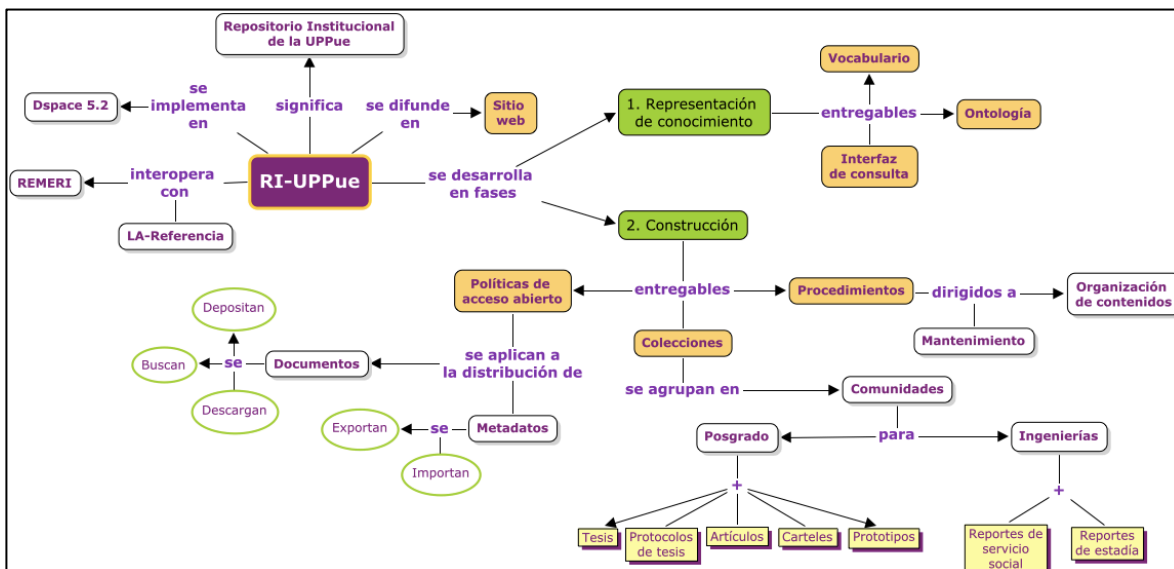 Repositorio Institucional
de la UPPue
Vocabulario
se
implementa
en
significa
se difunde
en
Dspace 5.2
Sitio
web
1. Representación
de conocimiento
entregables
Ontología
Interfaz
de consulta
REMERI
interopera
con
RI-UPPue
se desarrolla
en fases
LA-Referencia
2. Construcción
Políticas de
acceso abierto
entregables
Procedimientos
dirigidos a
Organización
de contenidos
Mantenimiento
Colecciones
Depositan
Buscan
se
Documentos
Descargan
se aplican a
la distribución de
se agrupan en
Comunidades
Exportan
se
Metadatos
Importan
Posgrado
para
Ingenierías
+
+
Tesis
Protocolos
de tesis
Artículos
Carteles
Prototipos
Reportes de
servicio
social
Reportes
de estadía